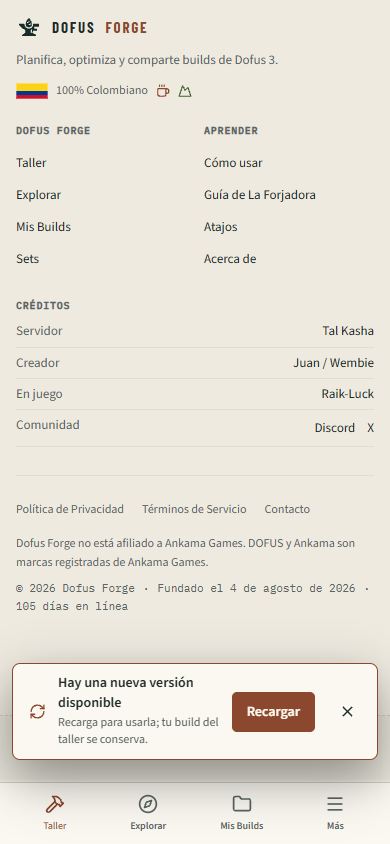 DOFUS FORGE
Planifica, optimiza y comparte builds de Dofus 3.
100% Colombiano
DOFUS FORGE
Taller
Explorar
Mis Builds
Sets
APRENDER
Cómo usar
Guía de La Forjadora
Atajos
Acerca de
CRÉDITOS
Servidor Tal Kasha
Creador Juan / Wembie
En juego Raik-Luck
Comunidad Discord X
Política de Privacidad Términos de Servicio Contacto
Dofus Forge no está afiliado a Ankama Games. DOFUS y Ankama son
marcas registradas de Ankama Games.
© 2026 Dofus Forge · Fundado el 4 de agosto de 2026 ·
105 días en línea
Hay una nueva versión
disponible
Recarga para usarla; tu build del
taller se conserva.
Recargar
Taller Explorar Mis Builds Más